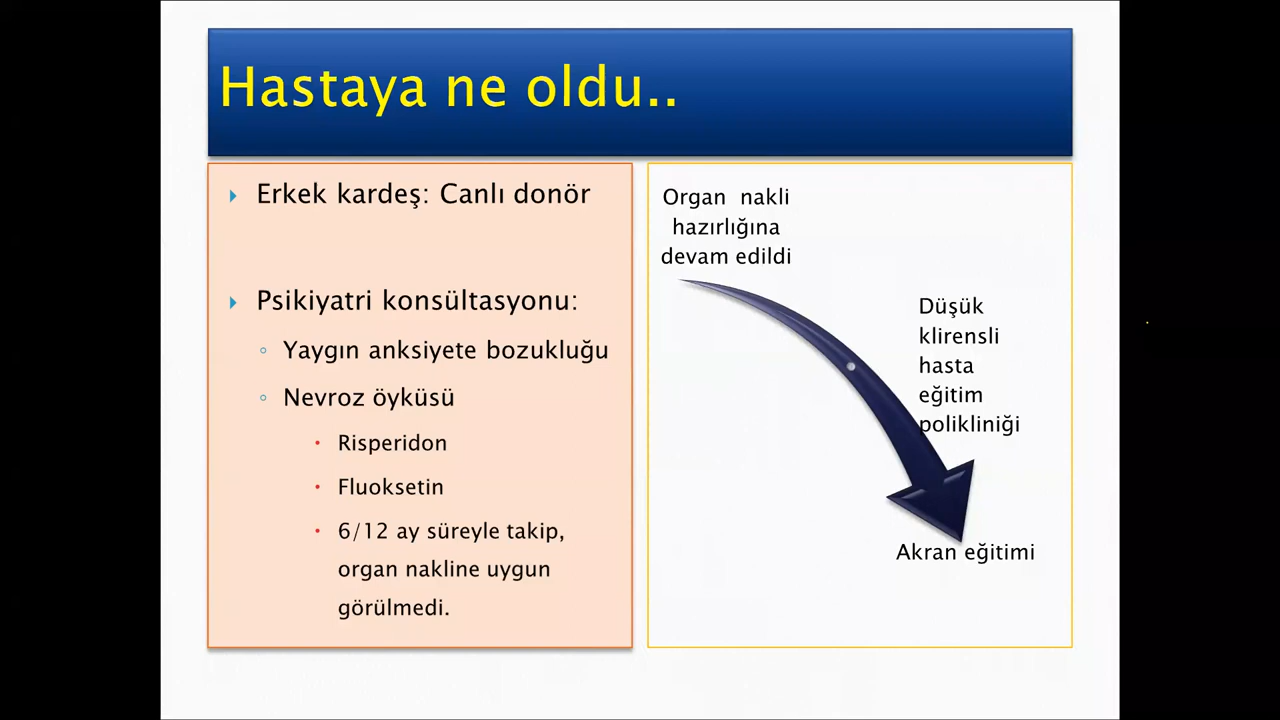 Hastaya ne oldu..
Erkek kardeş: Canlı donör
Psikiyatri konsültasyonu:
Yaygın anksiyete bozukluğu
Nevroz öyküsü
Risperidon
Fluoksetin
6/12 ay süreyle takip,
organ nakline uygun
görülmedi.
Organ nakli
hazırlığına
devam edildi
Düşük
klirensli
hasta
eğitim
polikliniği
Akran eğitimi